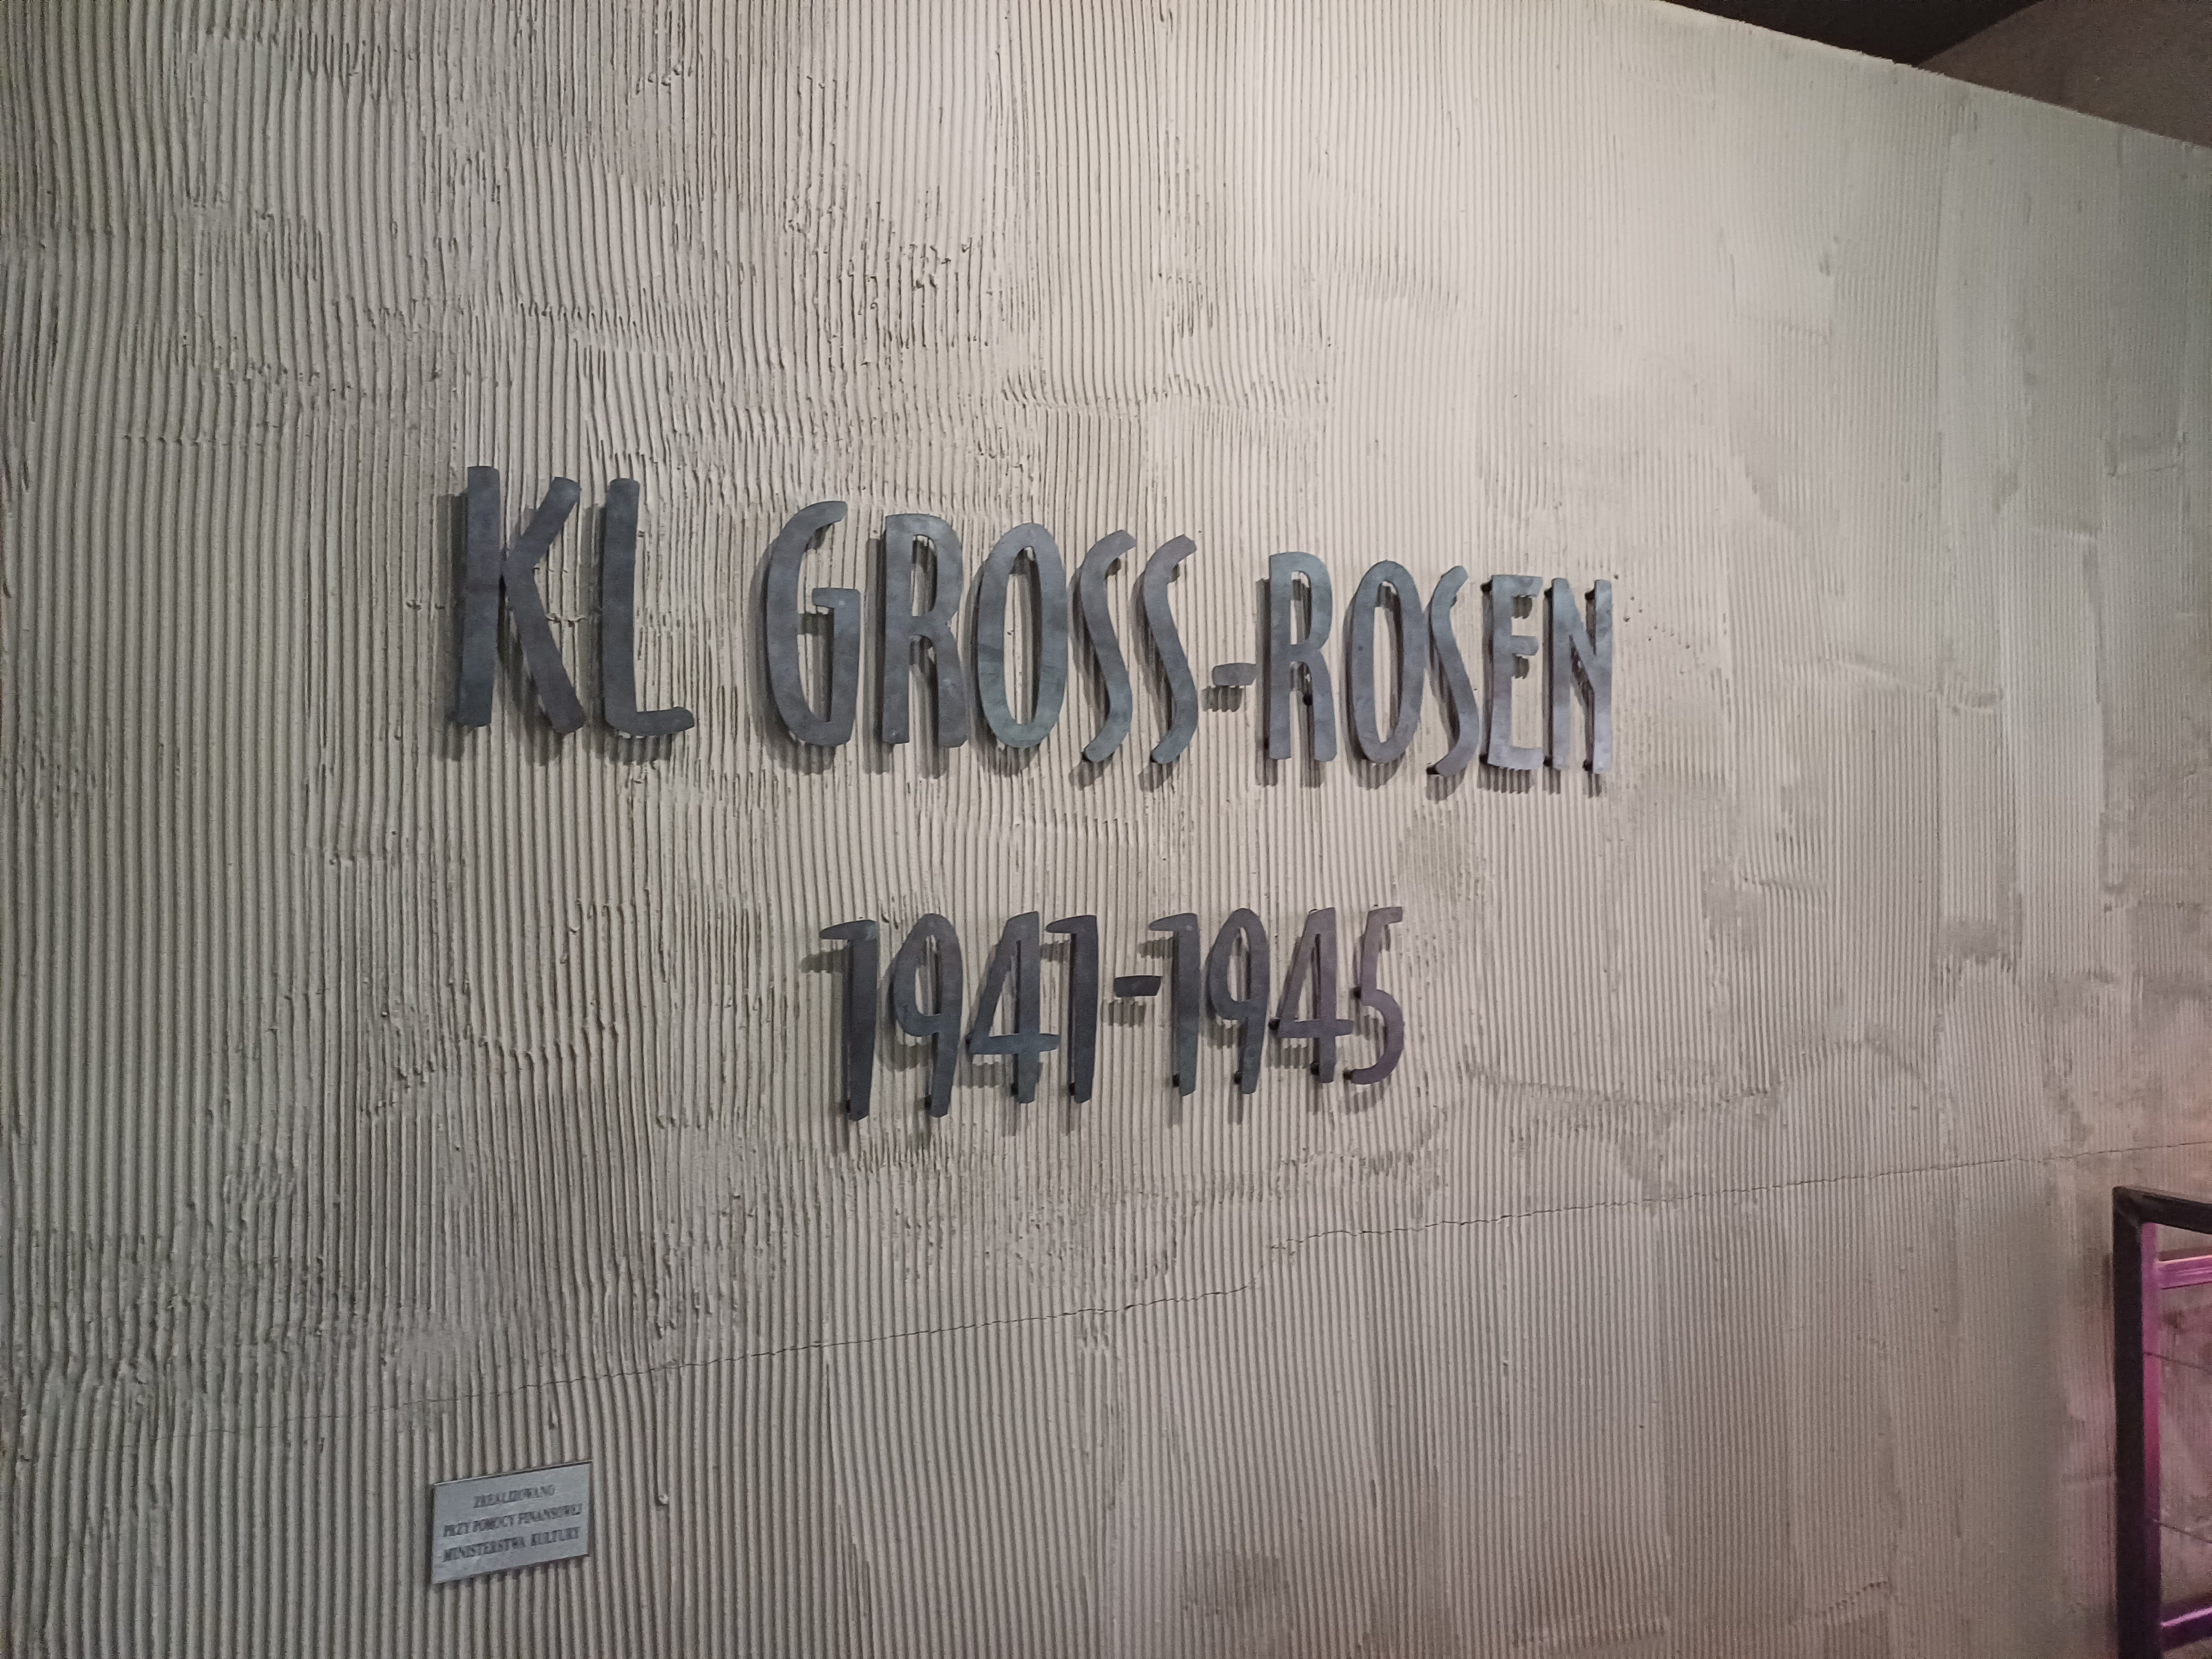 KL GROSS-ROSEN
1941-1945
ZREALIZOWANO
PRZY POMOCY FINANSOWEJ
MINISTERSTWA KULTURY